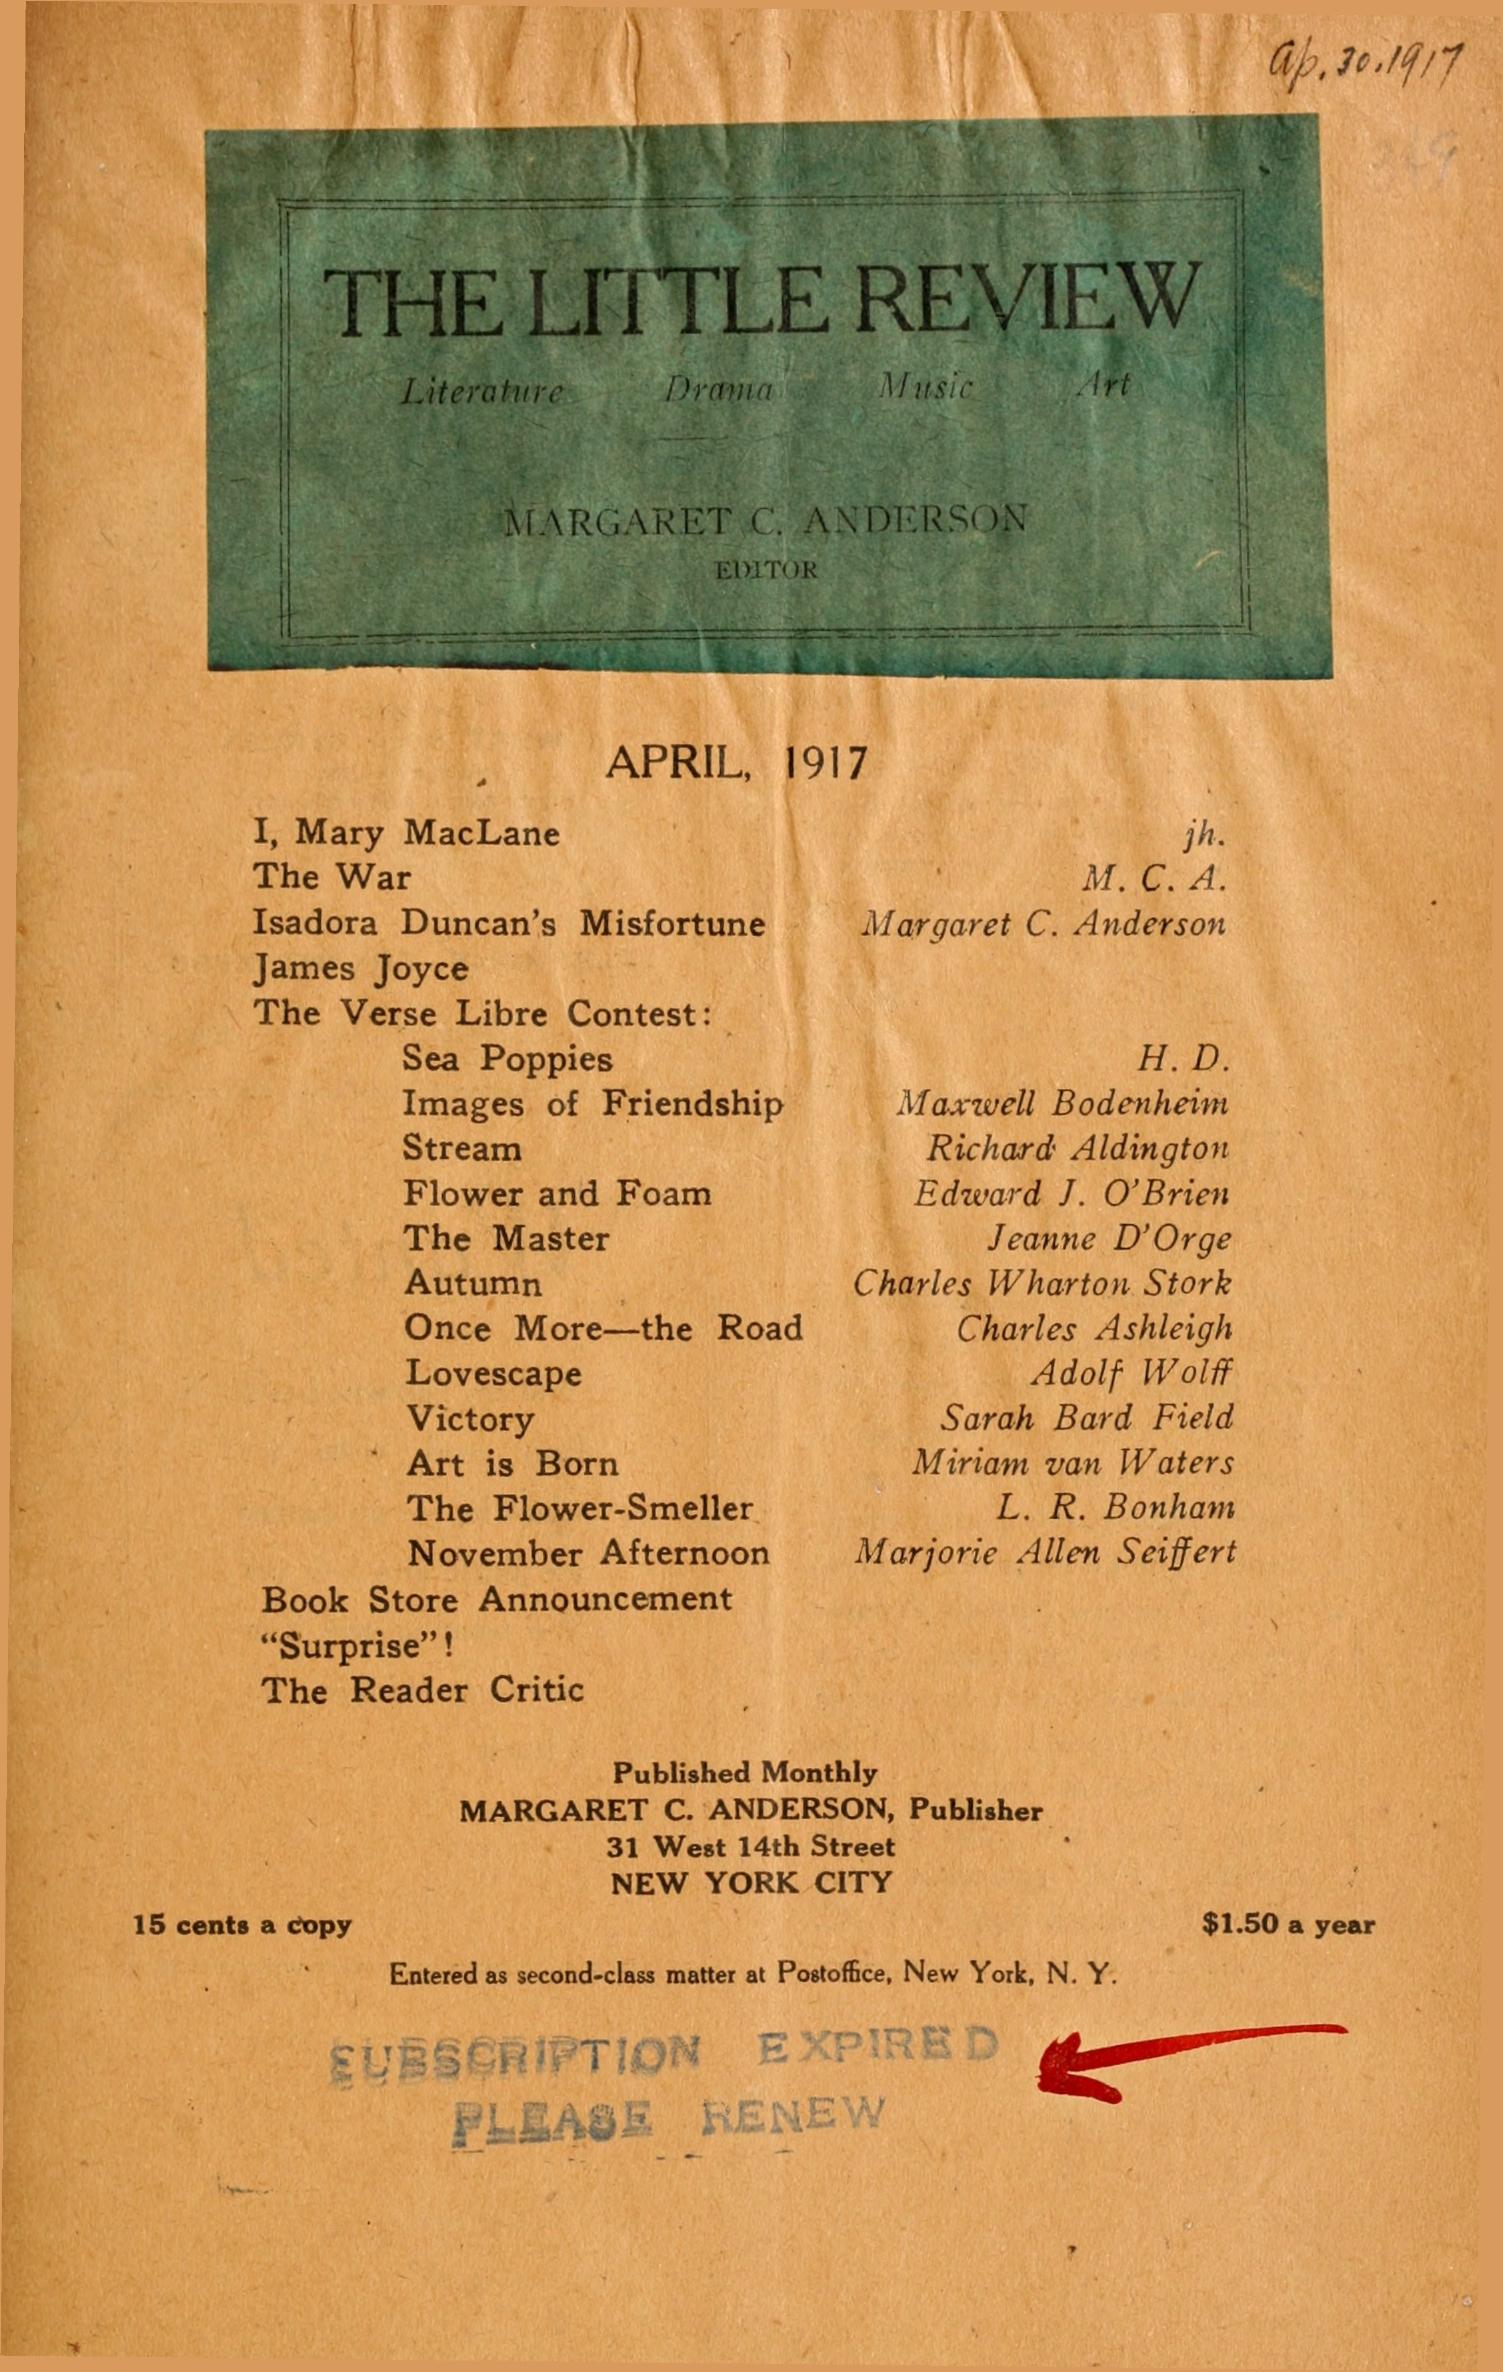 Ap. 30. 1917
THE LITTLE REVIEW
Literature Drama Music Art
MARGARET C. ANDERSON
EDITOR
APRIL, 1917
I, Mary MacLane jh.
The War M. C. A.
Isadora Duncan's Misfortune Margaret C. Anderson
James Joyce
The Verse Libre Contest:
Sea Poppies H. D.
Images of Friendship Maxwell Bodenheim
Stream Richard Aldington
Flower and Foam Edward J. O'Brien
The Master Jeanne D'Orge
Autumn Charles Wharton Stork
Once More—the Road Charles Ashleigh
Lovescape Adolf Wolff
Victory Sarah Bard Field
Art is Born Miriam van Waters
The Flower-Smeller L. R. Bonham
November Afternoon Marjorie Allen Seiffert
Book Store Announcement
“Surprise”!
The Reader Critic
Published Monthly
MARGARET C. ANDERSON, Publisher
31 West 14th Street
NEW YORK CITY
15 cents a copy $1.50 a year
Entered as second-class matter at Postoffice, New York, N. Y.
SUBSCRIPTION EXPIRED
PLEASE RENEW